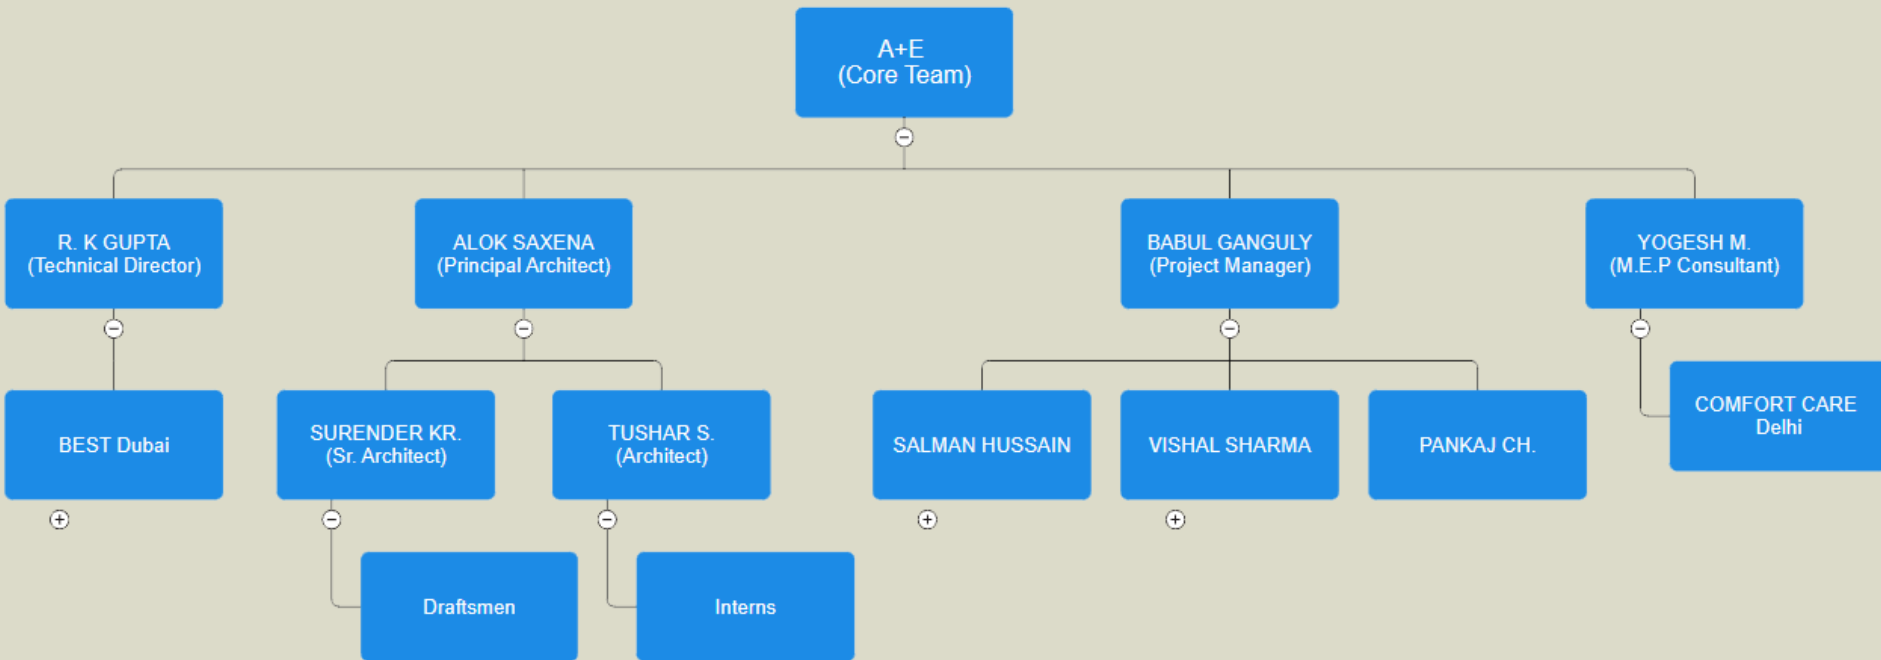 A+E
(Core Team)
R. K GUPTA
(Technical Director)
ALOK SAXENA
(Principal Architect)
BABUL GANGULY
(Project Manager)
YOGESH M.
(M.E.P Consultant)
BEST Dubai
SURENDER KR.
(Sr. Architect)
TUSHAR S.
(Architect)
SALMAN HUSSAIN
VISHAL SHARMA
PANKAJ CH.
COMFORT CARE
Delhi
Draftsmen
Interns